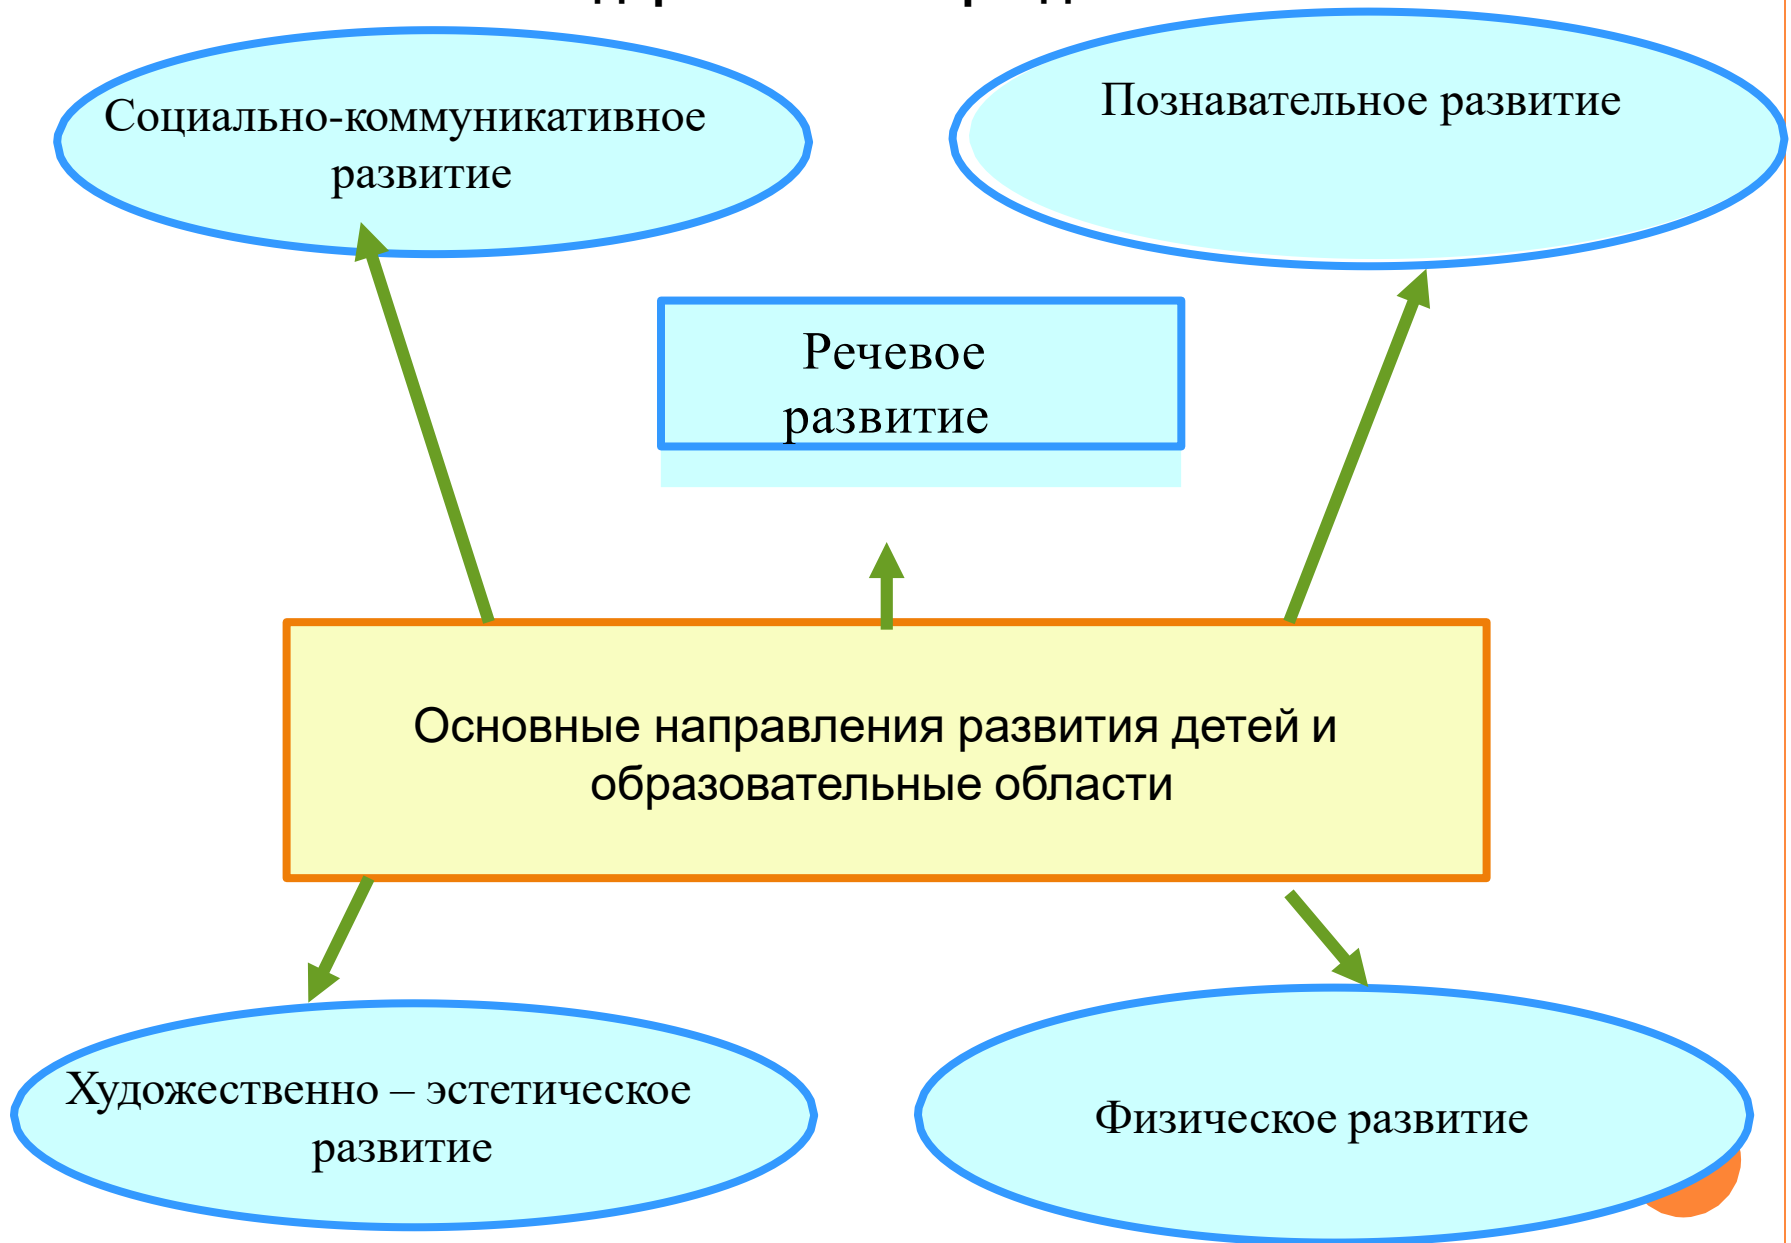 Социально-коммуникативное
развитие
Познавательное развитие
Речевое
развитие
Основные направления развития детей и
образовательные области
Художественно – эстетическое
развитие
Физическое развитие